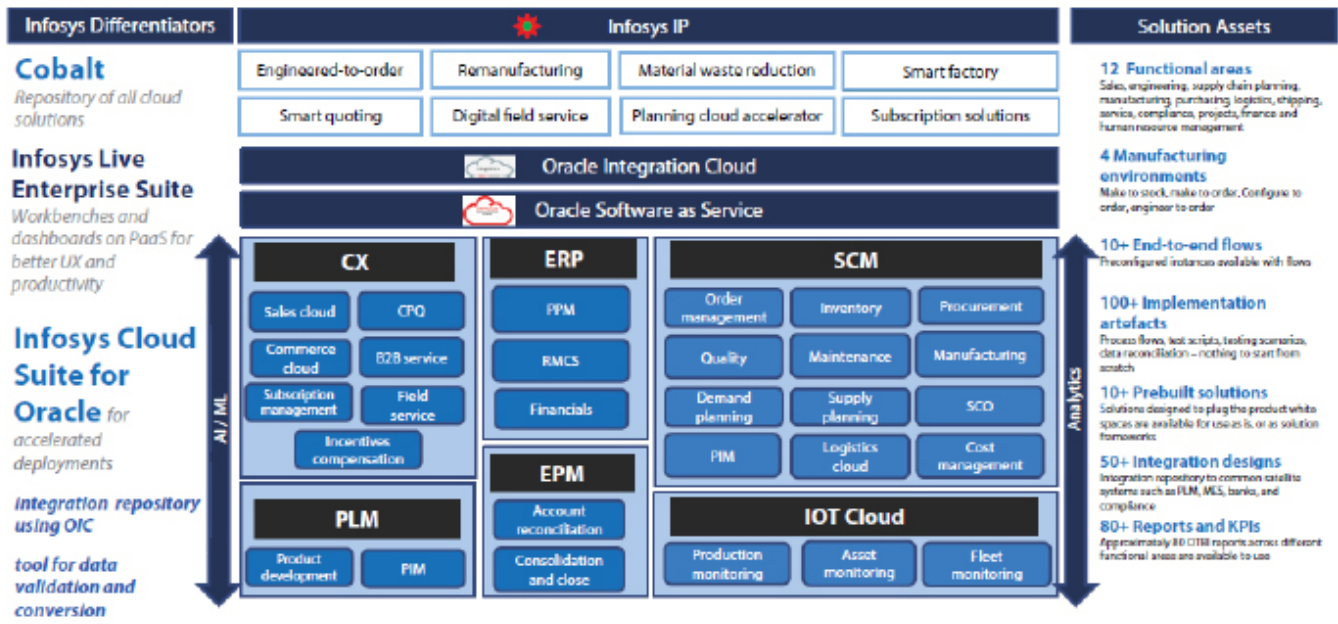 Infosys Differentiators
Cobalt
Repository of all cloud
solutions
Infosys Live
Enterprise Suite
Workbenches and
dashboards on PaaS for
better UX and
productivity
Infosys Cloud
Suite for
Oracle for
accelerated
deployments
integration repository
using OIC
tool for data
validation and
conversion
Infosys IP
Engineered-to-order
Remanufacturing
Material waste reduction
Smart factory
Smart quoting
Digital field service
Planning cloud accelerator
Subscription solutions
Oracle Integration Cloud
Oracle Software as Service
AI / ML
CX
Sales cloud
CPQ
Commerce
cloud
B2B service
Subscription
management
Field
service
Incentives
compensation
PLM
Product
development
PIM
ERP
PPM
RMCS
Financials
EPM
Account
reconciliation
Consolidation
and close
SCM
Order
management
Inventory
Procurement
Quality
Maintenance
Manufacturing
Demand
planning
Supply
planning
SCO
PIM
Logistics
cloud
Cost
management
IOT Cloud
Production
monitoring
Asset
monitoring
Fleet
monitoring
Analytics
Solution Assets
12 Functional areas
Sales, engineering, supply chain planning,
manufacturing, purchasing, logistics, shipping,
service, compliance, projects, finance and
human resource management
4 Manufacturing
environments
Make to stock, make to order, Configure to
order, engineer to order
10+ End-to-end flows
Preconfigured instances available with flows
100+ Implementation
artefacts
Process flows, test scripts, testing scenarios,
data reconciliation – nothing to start from
scratch
10+ Prebuilt solutions
Solutions designed to plug the product white
spaces are available for use as is, or as solution
frameworks
50+ Integration designs
Integration repository to common satellite
systems such as PLM, MES, banks, and
compliance
80+ Reports and KPIs
Approximately 80 OTBI reports across different
functional areas are available to use